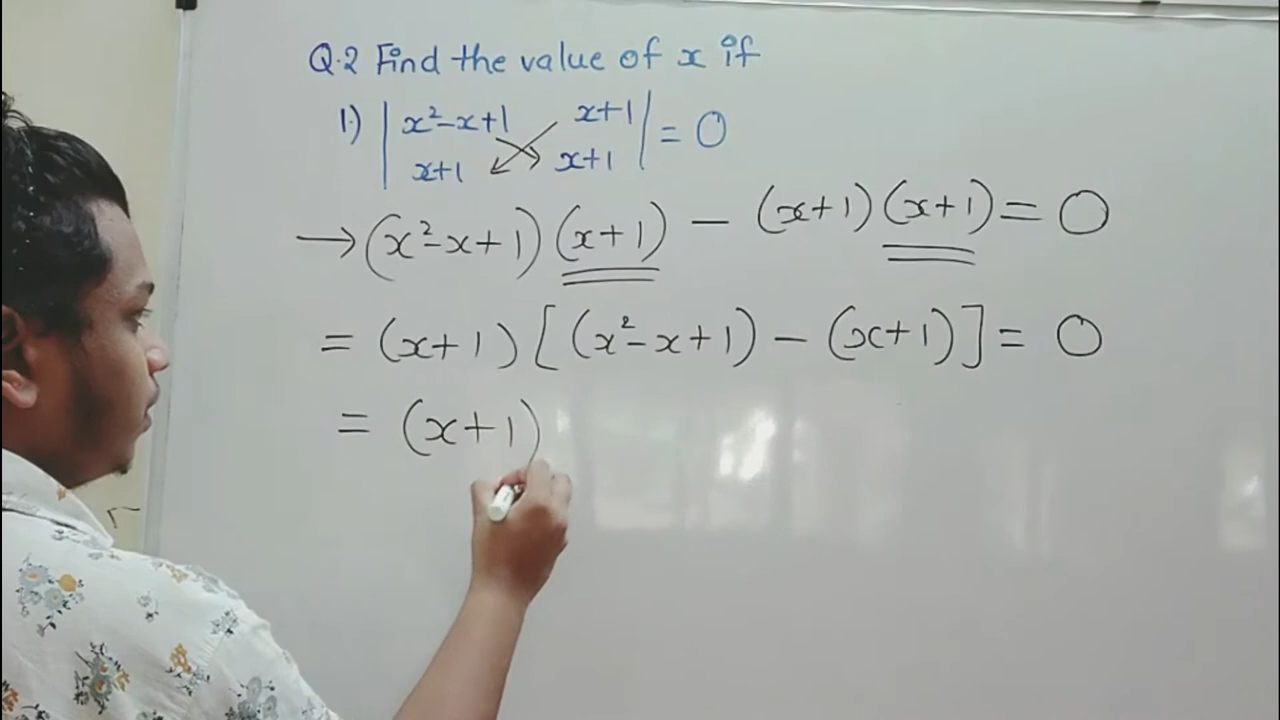 Q.2 Find the value of x if
1.) | x²-x+1 x+1 | = 0
| x+1 x+1 |
→ (x²-x+1) (x+1) - (x+1) (x+1) = 0
= (x+1) [(x²-x+1) - (x+1)] = 0
= (x+1)